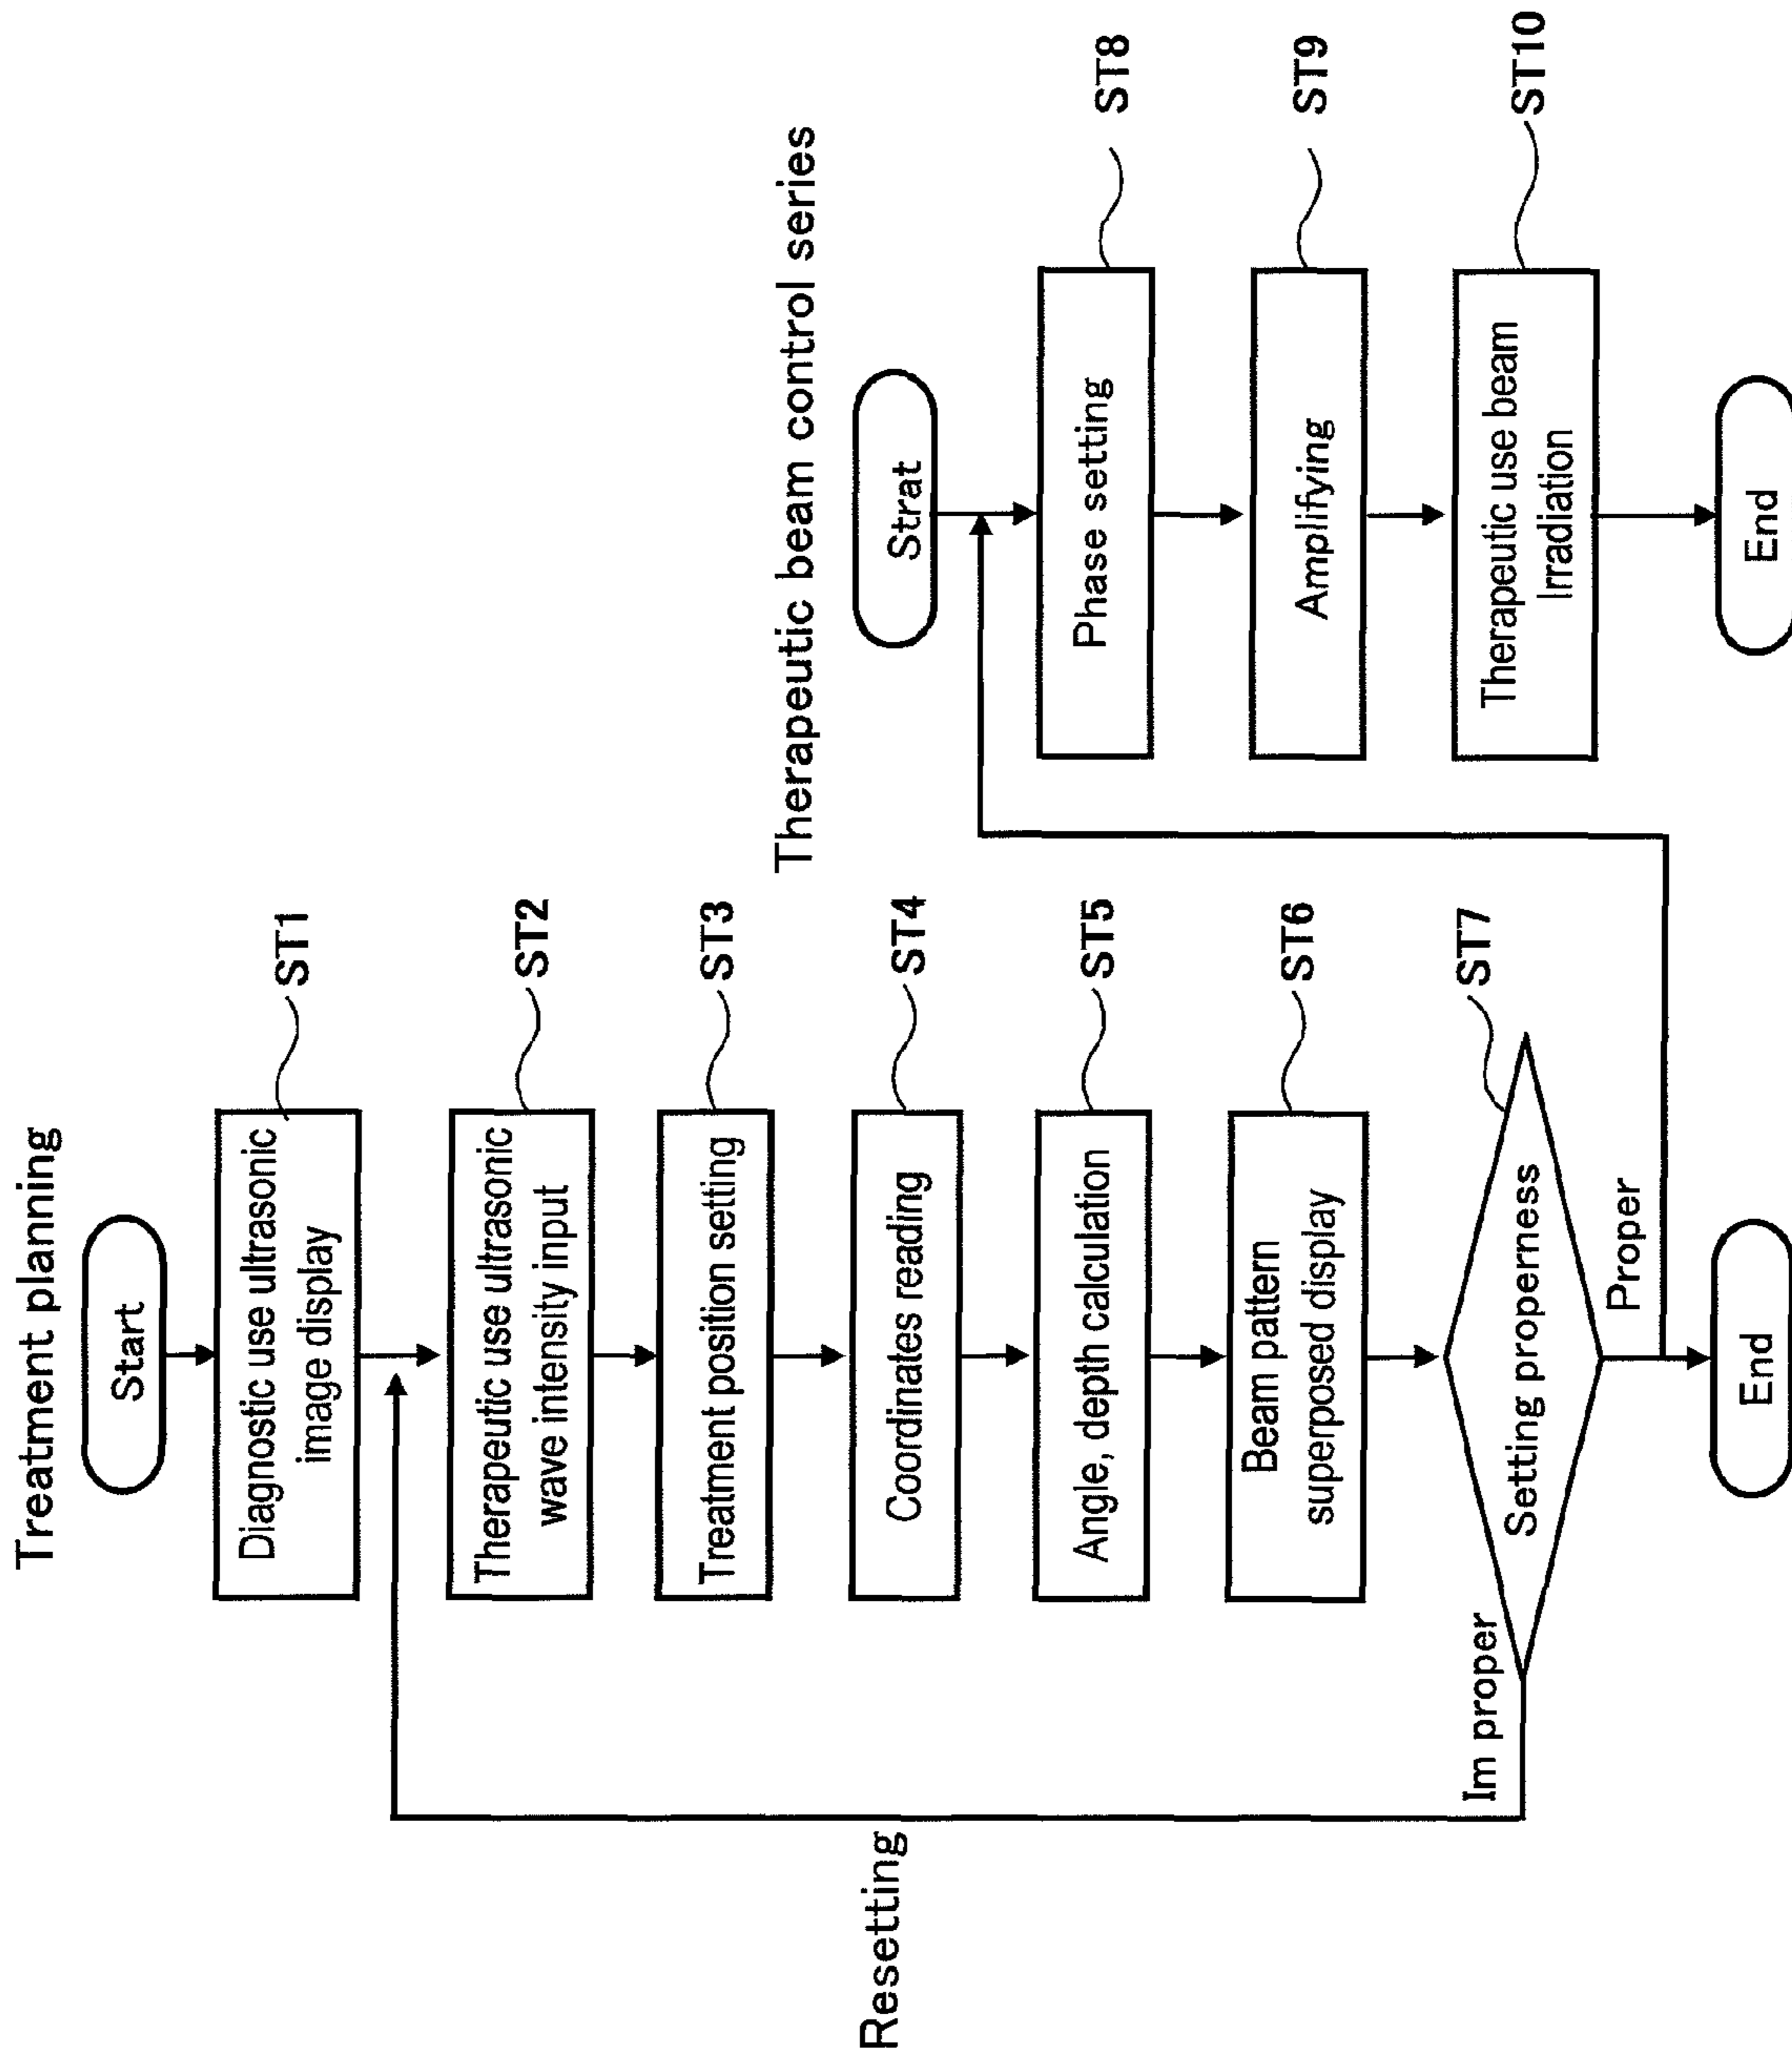 Treatment planning
Start
Diagnostic use ultrasonic
image display
ST1
Therapeutic use ultrasonic
wave intensity input
ST2
Treatment position setting
ST3
Coordinates reading
ST4
Angle, depth calculation
ST5
Beam pattern
superposed display
ST6
Setting properness
ST7
Im proper
Resetting
Proper
End
Therapeutic beam control series
Strat
Phase setting
ST8
Amplifying
ST9
Therapeutic use beam
Irradiation
ST10
End